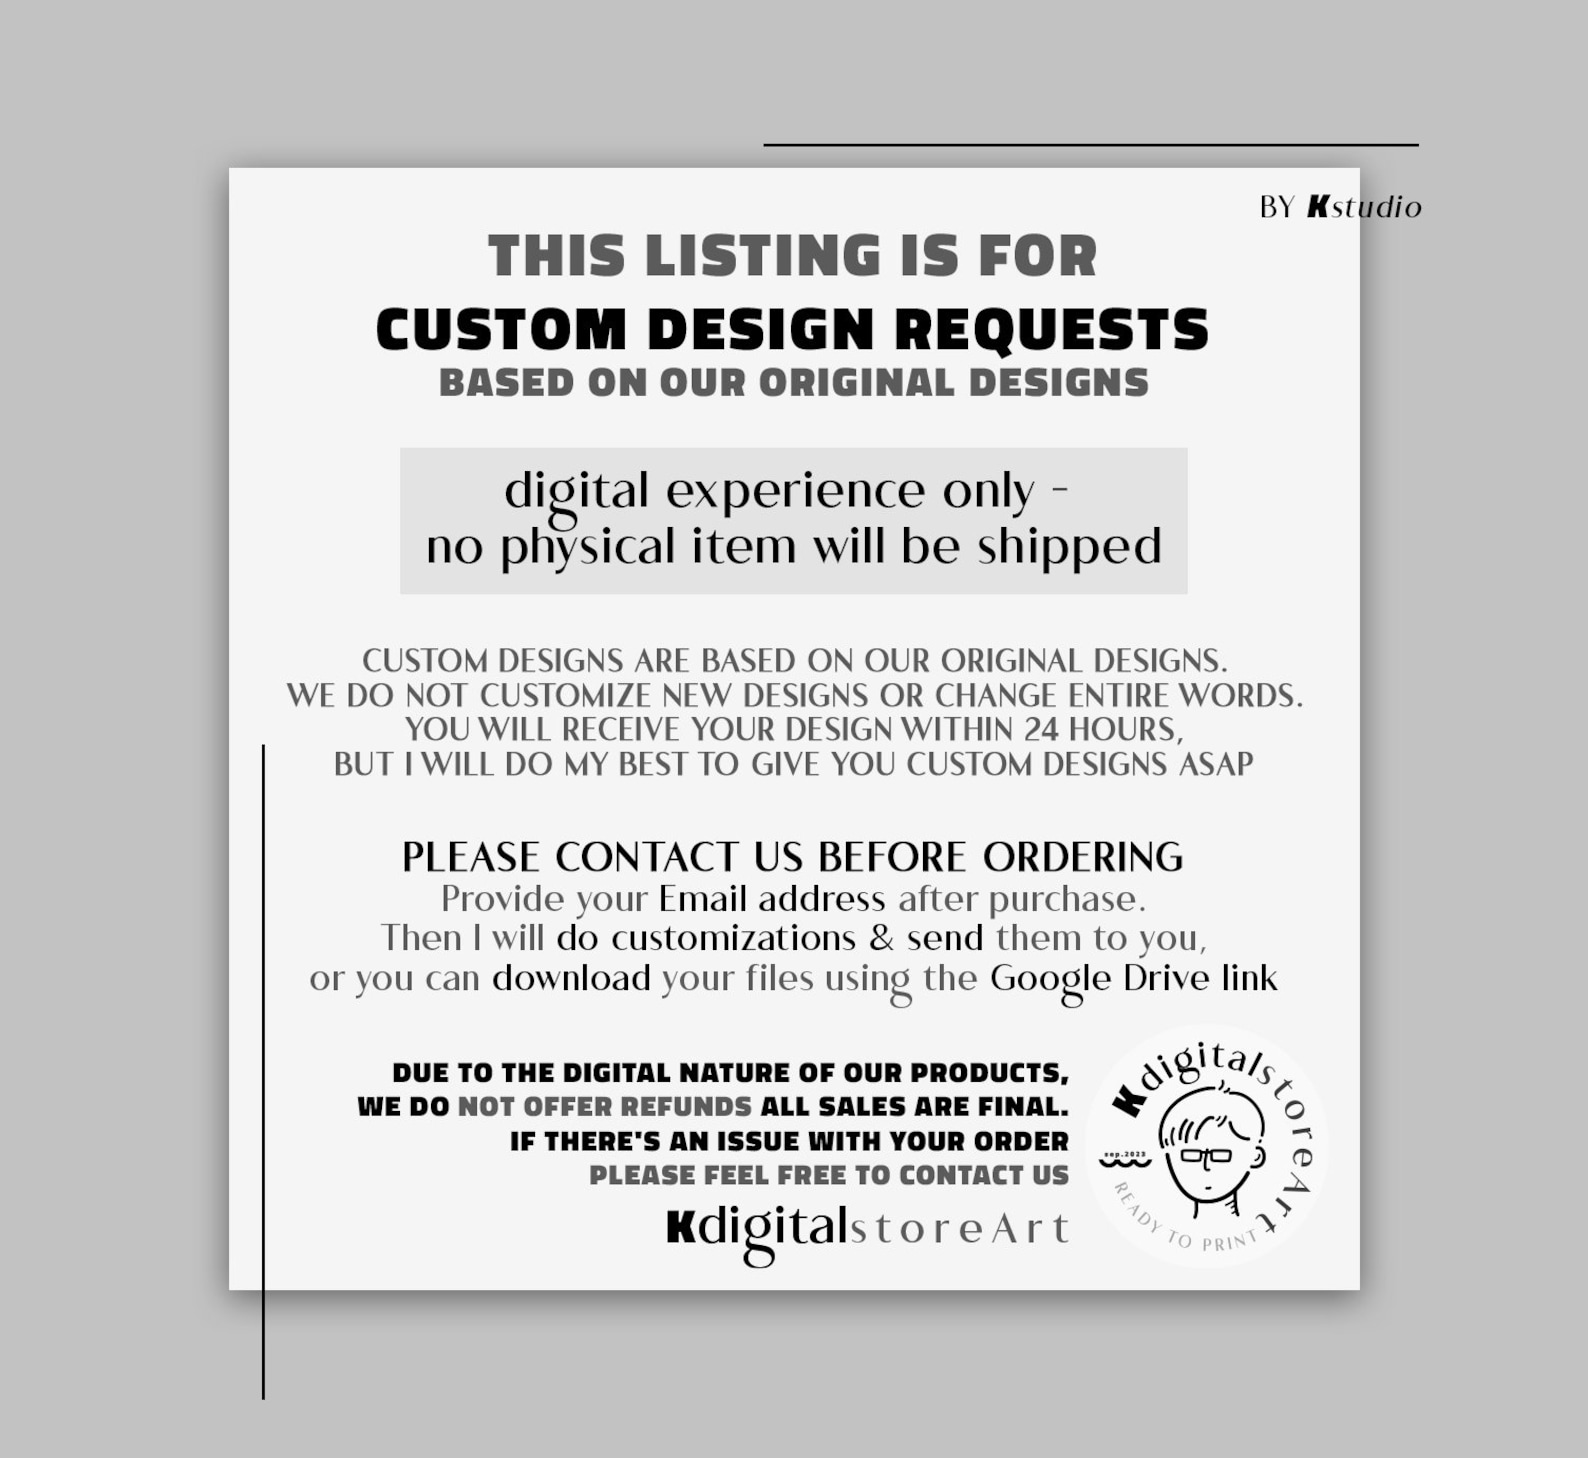 BY Kstudio
THIS LISTING IS FOR
CUSTOM DESIGN REQUESTS
BASED ON OUR ORIGINAL DESIGNS
digital experience only -
no physical item will be shipped
CUSTOM DESIGNS ARE BASED ON OUR ORIGINAL DESIGNS.
WE DO NOT CUSTOMIZE NEW DESIGNS OR CHANGE ENTIRE WORDS.
YOU WILL RECEIVE YOUR DESIGN WITHIN 24 HOURS,
BUT I WILL DO MY BEST TO GIVE YOU CUSTOM DESIGNS ASAP
PLEASE CONTACT US BEFORE ORDERING
Provide your Email address after purchase.
Then I will do customizations & send them to you,
or you can download your files using the Google Drive link
DUE TO THE DIGITAL NATURE OF OUR PRODUCTS,
WE DO NOT OFFER REFUNDS ALL SALES ARE FINAL.
IF THERE'S AN ISSUE WITH YOUR ORDER
PLEASE FEEL FREE TO CONTACT US
KdigitalstoreArt
KdigitalstoreArt
sep.2023
READY TO PRINT